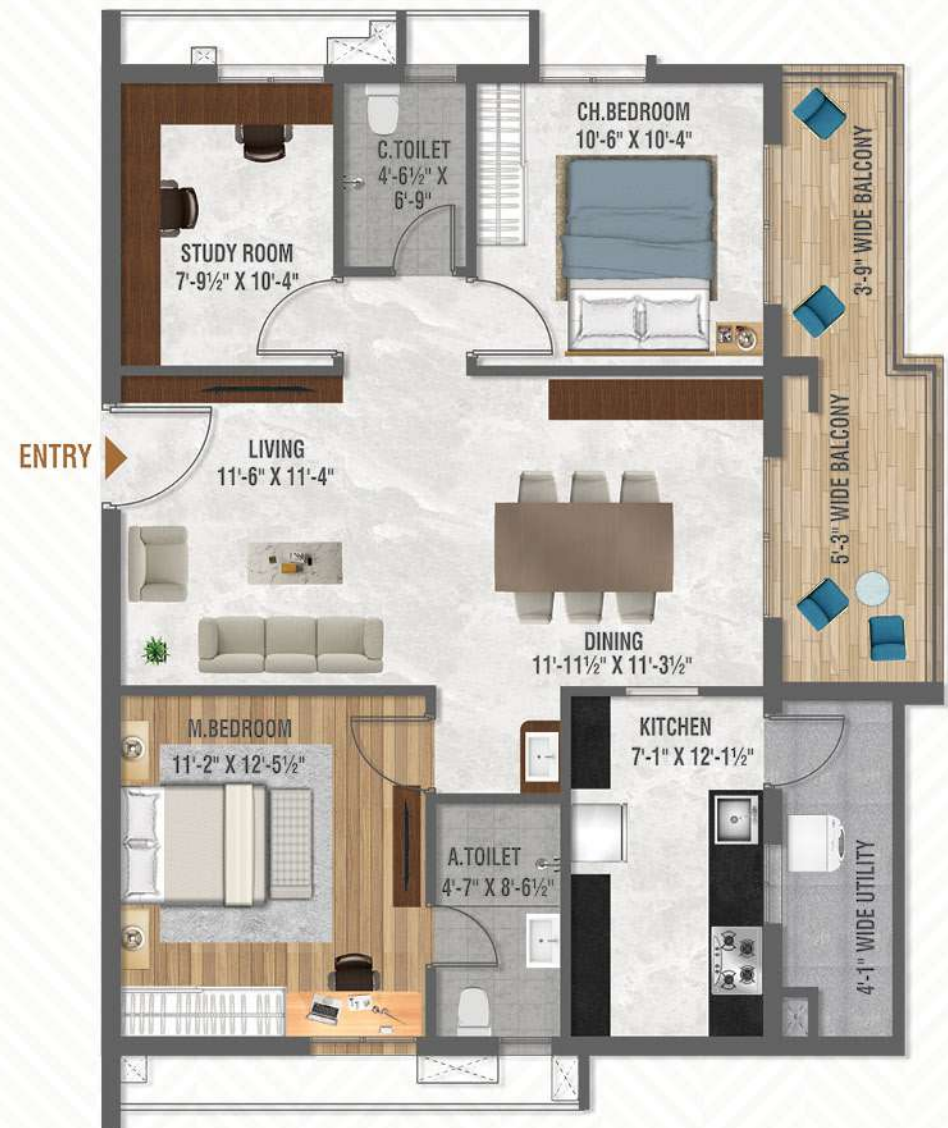 CH.BEDROOM
10'-6" X 10'-4"
C.TOILET
4'-6½" X
6'-9"
3'-9" WIDE BALCONY
STUDY ROOM
7'-9½" X 10'-4"
ENTRY
LIVING
11'-6" X 11'-4"
5'-3" WIDE BALCONY
DINING
11'-11½" X 11'-3½"
M.BEDROOM
11'-2" X 12'-5½"
KITCHEN
7'-1" X 12'-1½"
A.TOILET
4'-7" X 8'-6½"
4'-1" WIDE UTILITY